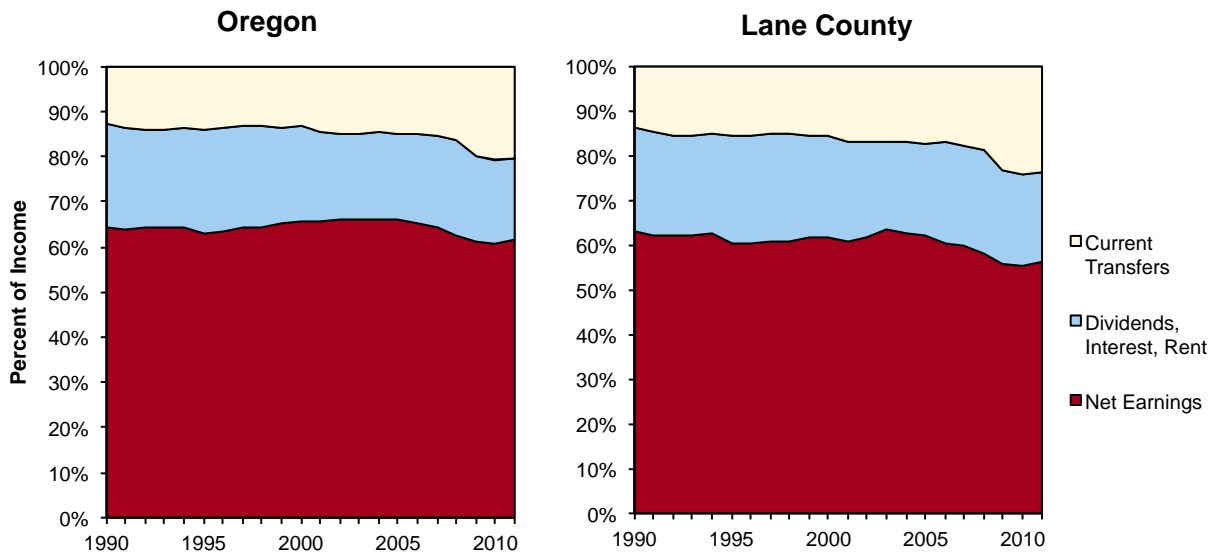 Oregon
Percent of Income
100%
90%
80%
70%
60%
50%
40%
30%
20%
10%
0%
1990 1995 2000 2005 2010
Lane County
100%
90%
80%
70%
60%
50%
40%
30%
20%
10%
0%
1990 1995 2000 2005 2010
Current
Transfers
Dividends,
Interest, Rent
Net Earnings